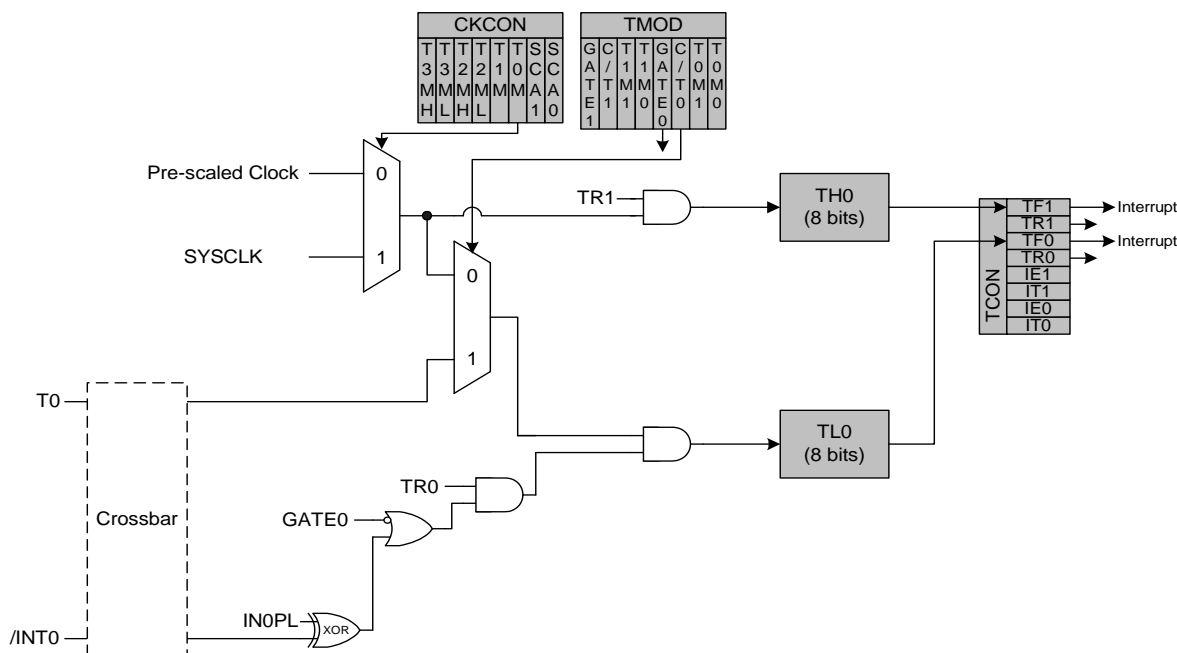 CKCON
T3MH
T3ML
T2MH
T2ML
T1M
T0M
SCA1
SCA0
TMOD
GATE1
C/T1
T1M1
T1M0
GATE0
C/T0
T0M1
T0M0
Pre-scaled Clock
0
SYSCLK
1
TR1
TH0
(8 bits)
TCON
TF1
TR1
TF0
TR0
IE1
IT1
IE0
IT0
Interrupt
Interrupt
0
1
T0
Crossbar
/INT0
TL0
(8 bits)
TR0
GATE0
IN0PL
XOR